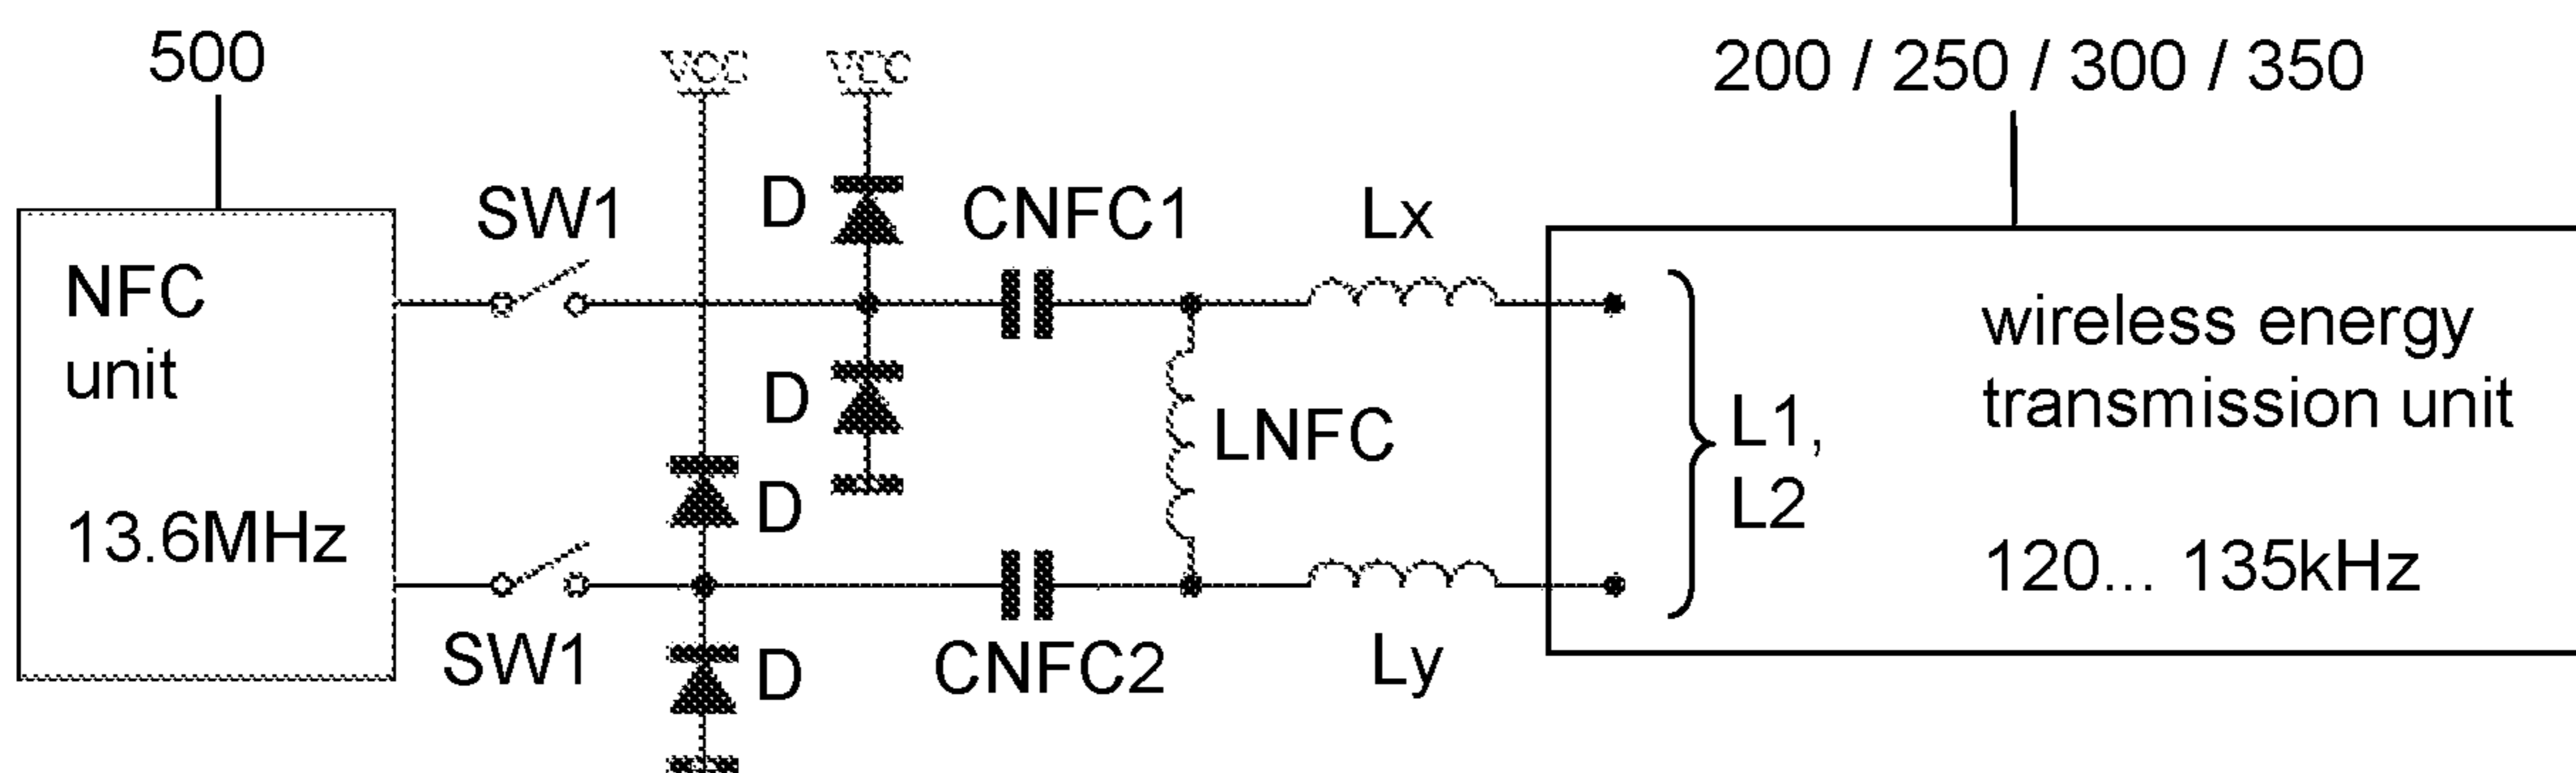 500
200 / 250 / 300 / 350
D
SW1
CNFC1
Lx
NFC
unit
wireless energy
transmission unit
D
LNFC
L1,
L2
D
13.6MHz
120... 135kHz
SW1
D
CNFC2
Ly